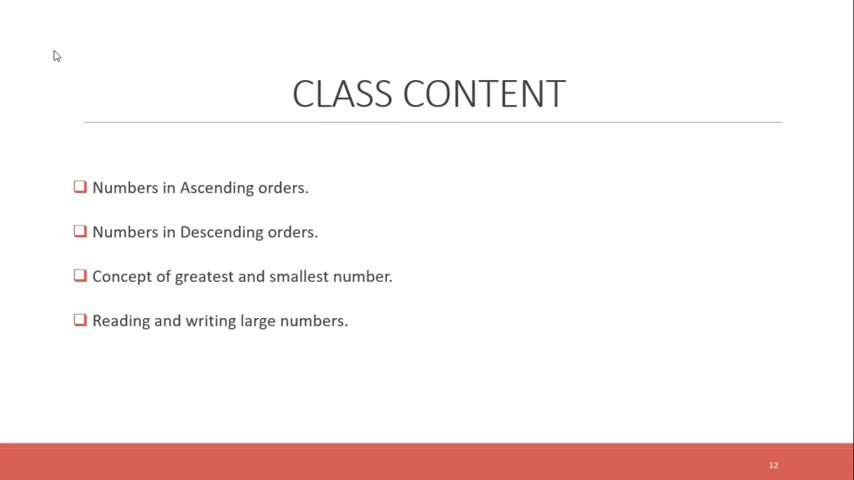 CLASS CONTENT
Numbers in Ascending orders.
Numbers in Descending orders.
Concept of greatest and smallest number.
Reading and writing large numbers.
12